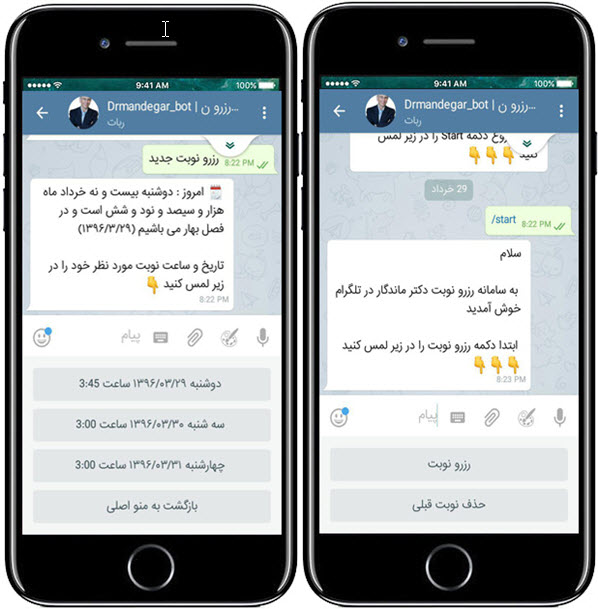 9:41 AM
100%
Drmandegar_bot | رزرو ن...
ربات
رزرو نوبت جدید
8:22 PM
امروز : دوشنبه بیست و نه خرداد ماه
هزار و سیصد و نود و شش است و در
فصل بهار می باشیم (۱۳۹۶/۳/۲۹)
تاریخ و ساعت نوبت مورد نظر خود را در
زیر لمس کنید 👇
8:22 PM
پیام
دوشنبه ۱۳۹۶/۰۳/۲۹ ساعت 3:45
سه شنبه ۱۳۹۶/۰۳/۳۰ ساعت 3:00
چهارشنبه ۱۳۹۶/۰۳/۳۱ ساعت 3:00
بازگشت به منو اصلی
9:41 AM
100%
Drmandegar_bot | رزرو ن...
ربات
دکمه Start را در زیر لمس
کنید 👇👇👇
29 خرداد
/start
8:22 PM
سلام
به سامانه رزرو نوبت دکتر ماندگار در تلگرام
خوش آمدید
ابتدا دکمه رزرو نوبت را در زیر لمس کنید
👇👇👇
8:23 PM
پیام
رزرو نوبت
حذف نوبت قبلی